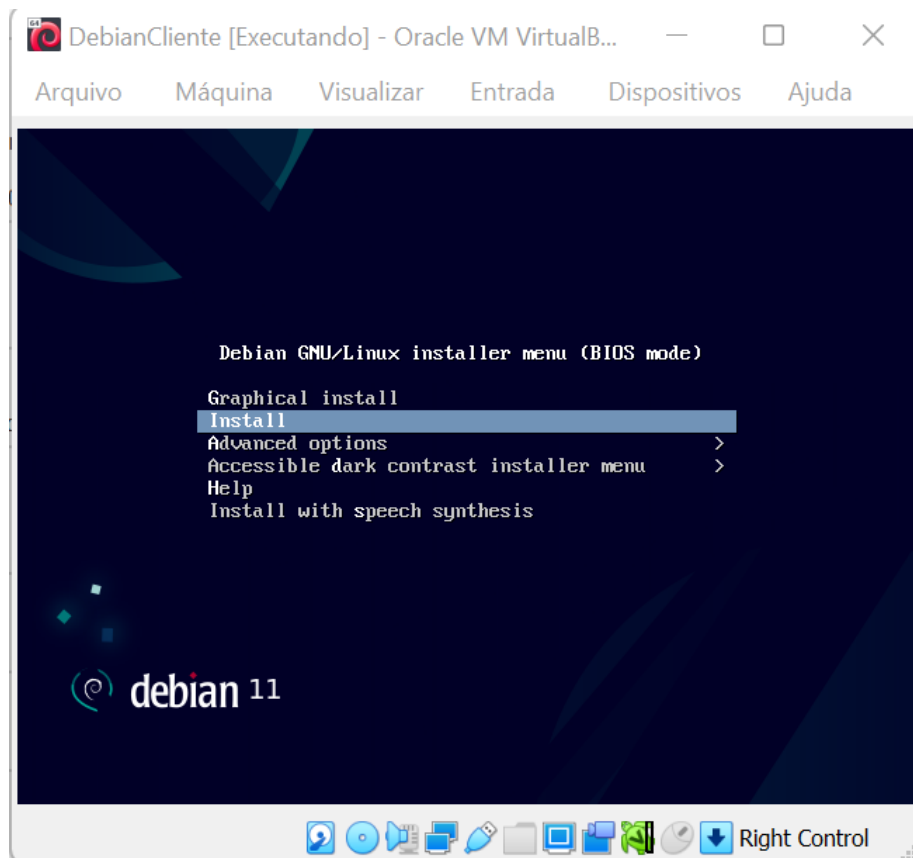 64
DebianCliente [Executando] - Oracle VM VirtualB...
Arquivo Máquina Visualizar Entrada Dispositivos Ajuda
Debian GNU/Linux installer menu (BIOS mode)
Graphical install
Install
Advanced options >
Accessible dark contrast installer menu >
Help
Install with speech synthesis
debian 11
Right Control